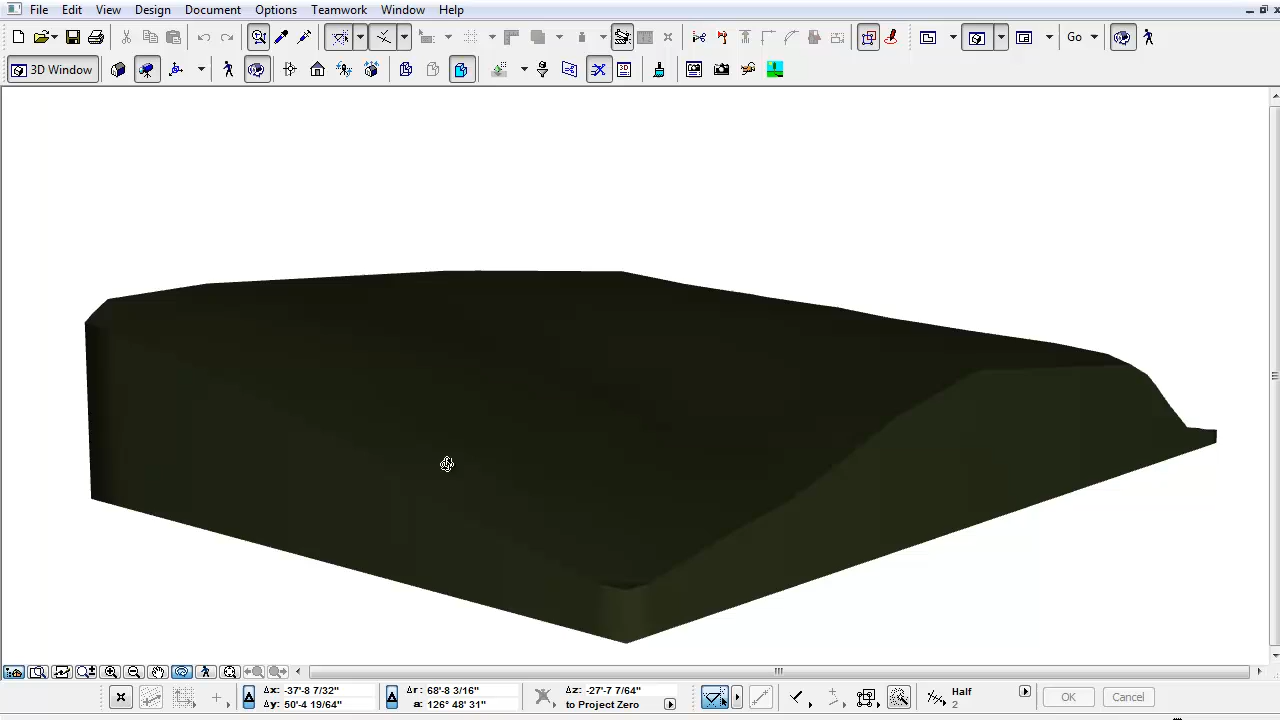 File Edit View Design Document Options Teamwork Window Help
Go
3D Window
Δx: -37'-8 7/32" Δr: 68'-8 3/16" Δz: -27'-7 7/64" Half
Δy: 50'-4 19/64" a: 126° 48' 31" to Project Zero 2
OK Cancel